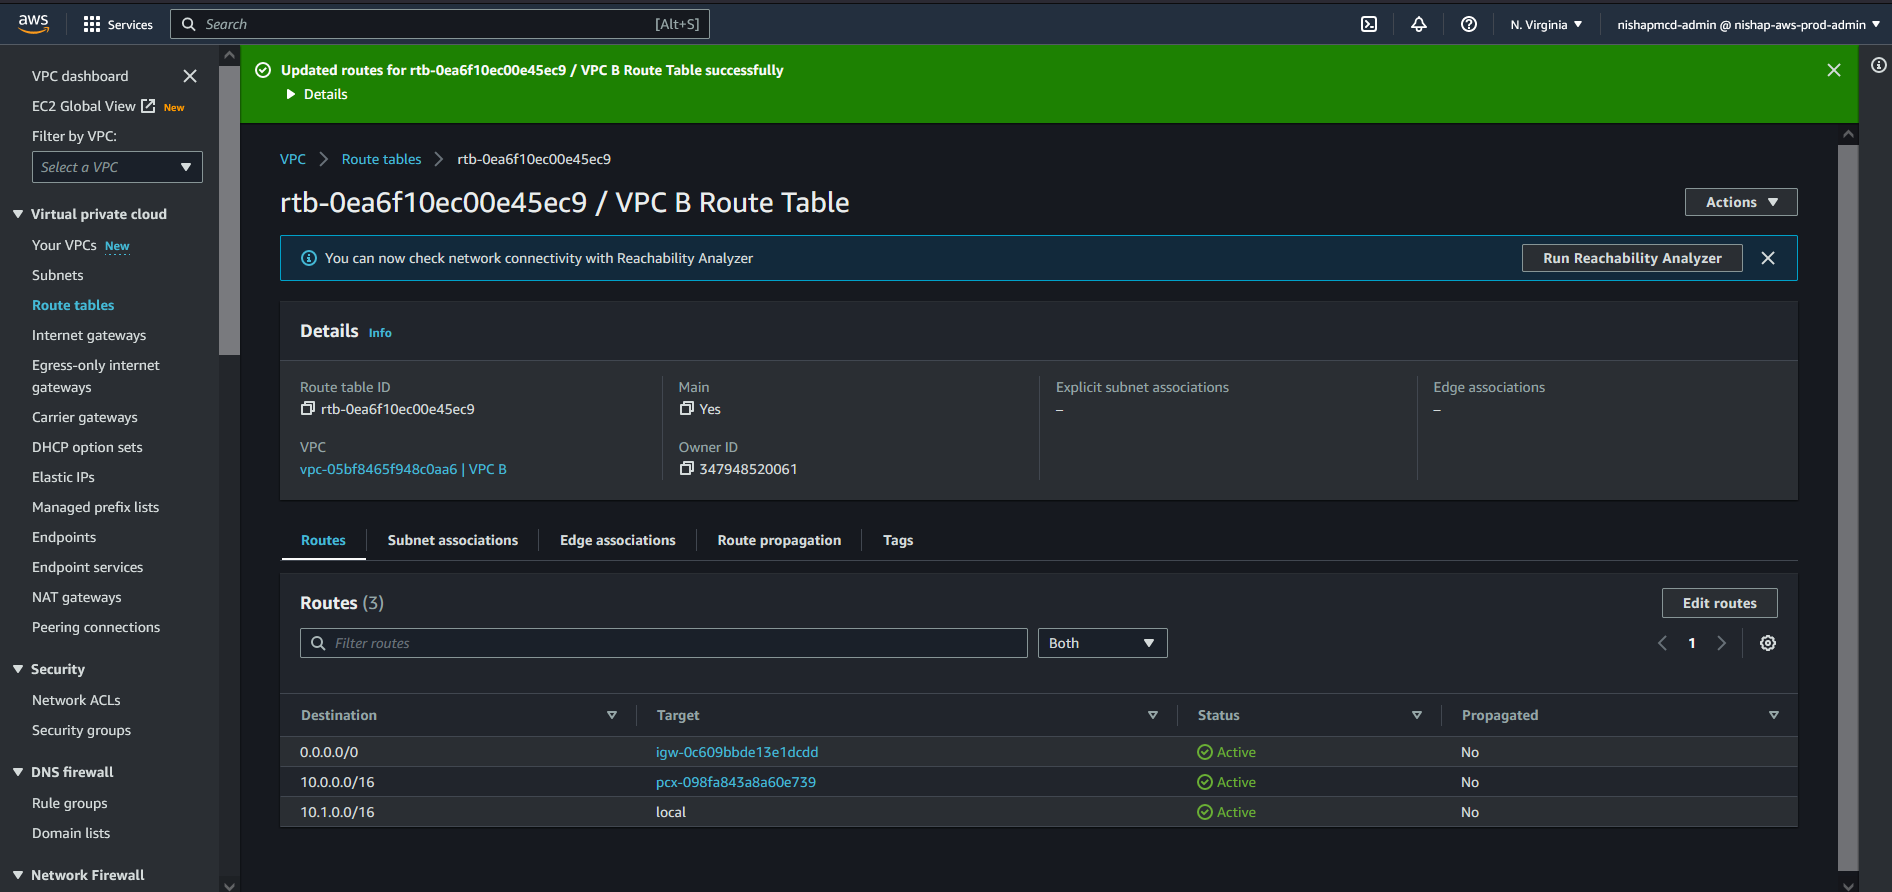 aws
Services
Search [Alt+S]
N. Virginia
nishapmcd-admin @ nishap-aws-prod-admin
VPC dashboard
EC2 Global View New
Filter by VPC:
Select a VPC
Virtual private cloud
Your VPCs New
Subnets
Route tables
Internet gateways
Egress-only internet
gateways
Carrier gateways
DHCP option sets
Elastic IPs
Managed prefix lists
Endpoints
Endpoint services
NAT gateways
Peering connections
Security
Network ACLs
Security groups
DNS firewall
Rule groups
Domain lists
Network Firewall
Updated routes for rtb-0ea6f10ec00e45ec9 / VPC B Route Table successfully
Details
VPC Route tables rtb-0ea6f10ec00e45ec9
rtb-0ea6f10ec00e45ec9 / VPC B Route Table
Actions
You can now check network connectivity with Reachability Analyzer
Run Reachability Analyzer
Details Info
Route table ID
rtb-0ea6f10ec00e45ec9
VPC
vpc-05bf8465f948c0aa6 | VPC B
Main
Yes
Owner ID
347948520061
Explicit subnet associations
–
Edge associations
–
Routes Subnet associations Edge associations Route propagation Tags
Routes (3)
Edit routes
Filter routes
Both
1
Destination Target Status Propagated
0.0.0.0/0 igw-0c609bbde13e1dcdd Active No
10.0.0.0/16 pcx-098fa843a8a60e739 Active No
10.1.0.0/16 local Active No